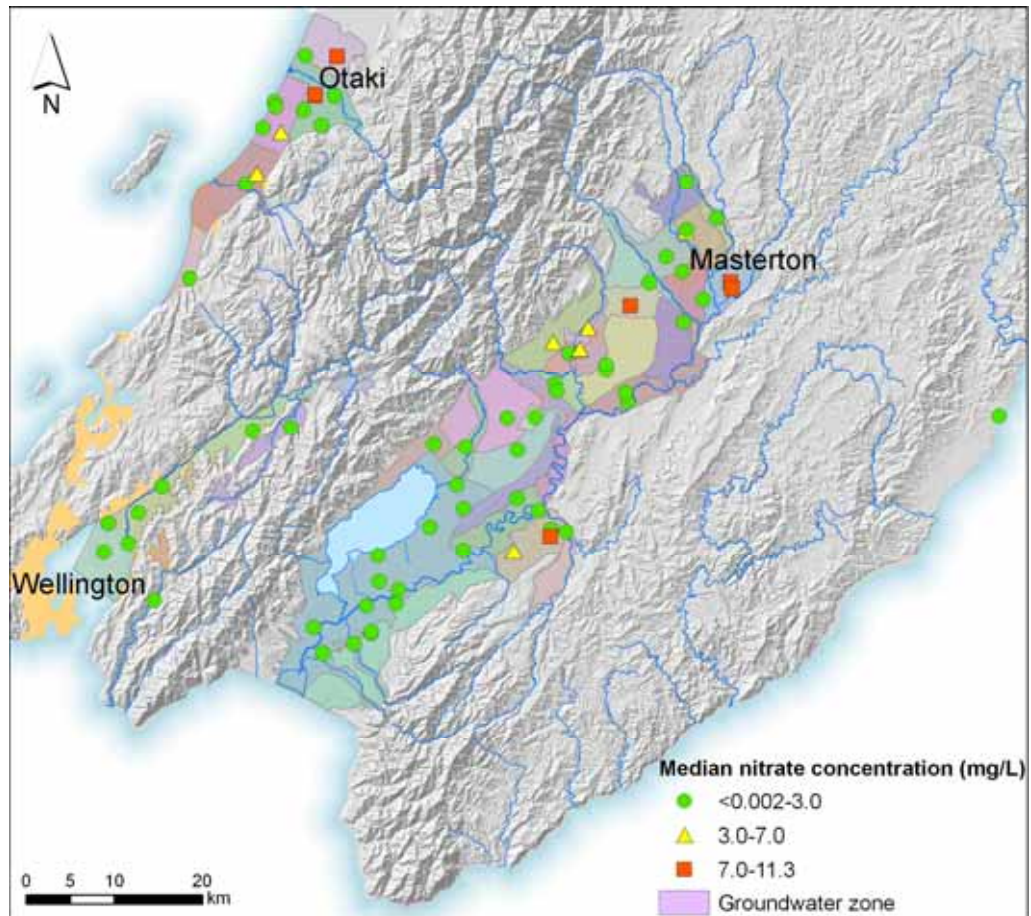 N
Otaki
Masterton
Wellington
Median nitrate concentration (mg/L)
<0.002-3.0
3.0-7.0
7.0-11.3
Groundwater zone
0 5 10 20
km